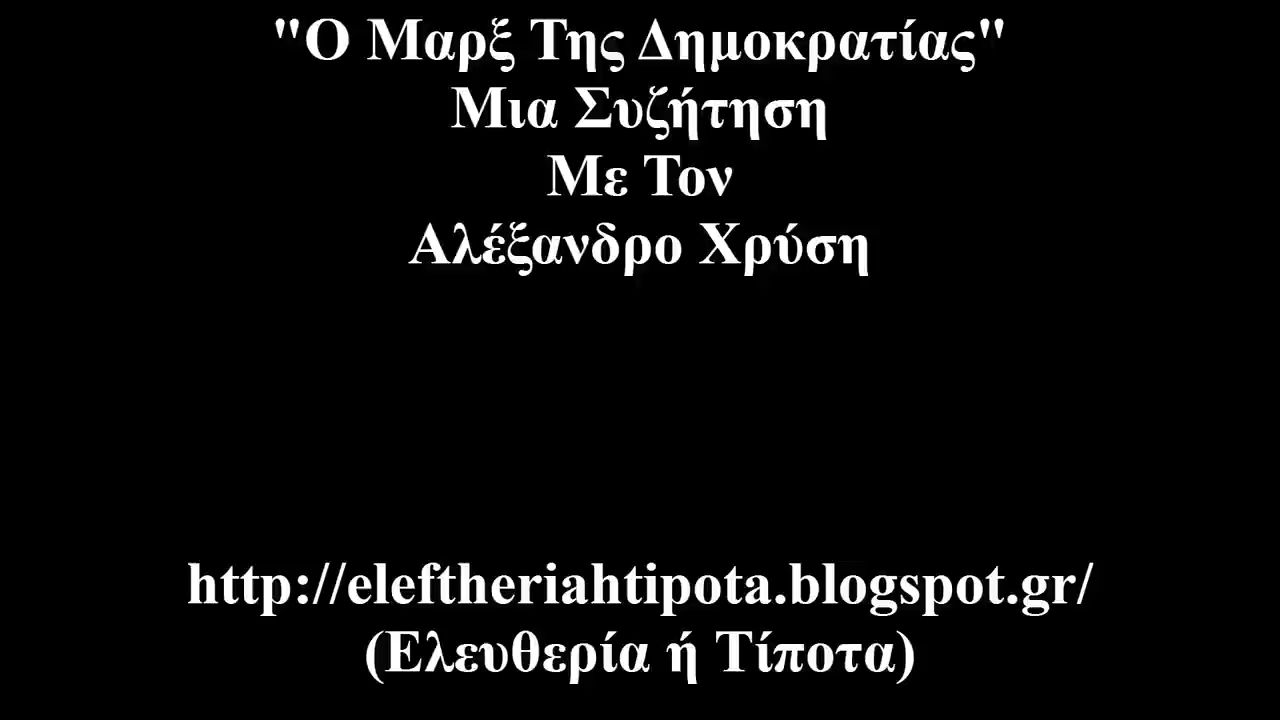 "Ο Μαρξ Της Δημοκρατίας"
Μια Συζήτηση
Με Τον
Αλέξανδρο Χρύση
http://eleftheriahtipota.blogspot.gr/
(Ελευθερία ή Τίποτα)